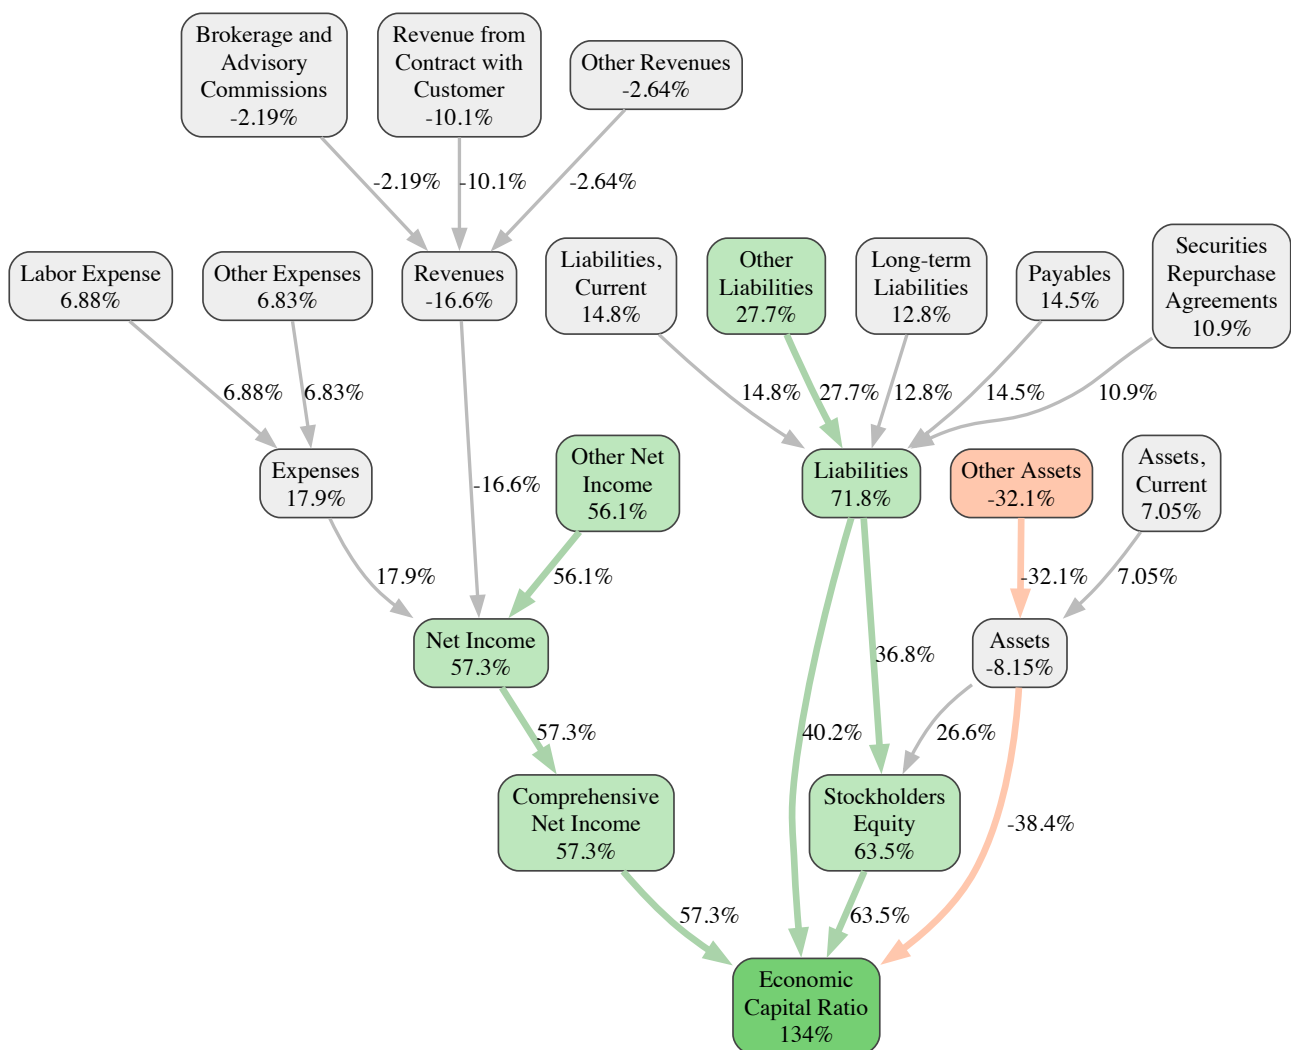 Brokerage and
Advisory
Commissions
-2.19%
Revenue from
Contract with
Customer
-10.1%
Other Revenues
-2.64%
-2.19%
-10.1%
-2.64%
Labor Expense
6.88%
Other Expenses
6.83%
Revenues
-16.6%
Liabilities,
Current
14.8%
Other
Liabilities
27.7%
Long-term
Liabilities
12.8%
Payables
14.5%
Securities
Repurchase
Agreements
10.9%
6.88%
6.83%
14.8%
27.7%
12.8%
14.5%
10.9%
Expenses
17.9%
-16.6%
Other Net
Income
56.1%
Liabilities
71.8%
Other Assets
-32.1%
Assets,
Current
7.05%
17.9%
56.1%
-32.1%
7.05%
Net Income
57.3%
36.8%
Assets
-8.15%
57.3%
40.2%
26.6%
Comprehensive
Net Income
57.3%
Stockholders
Equity
63.5%
-38.4%
57.3%
63.5%
Economic
Capital Ratio
134%